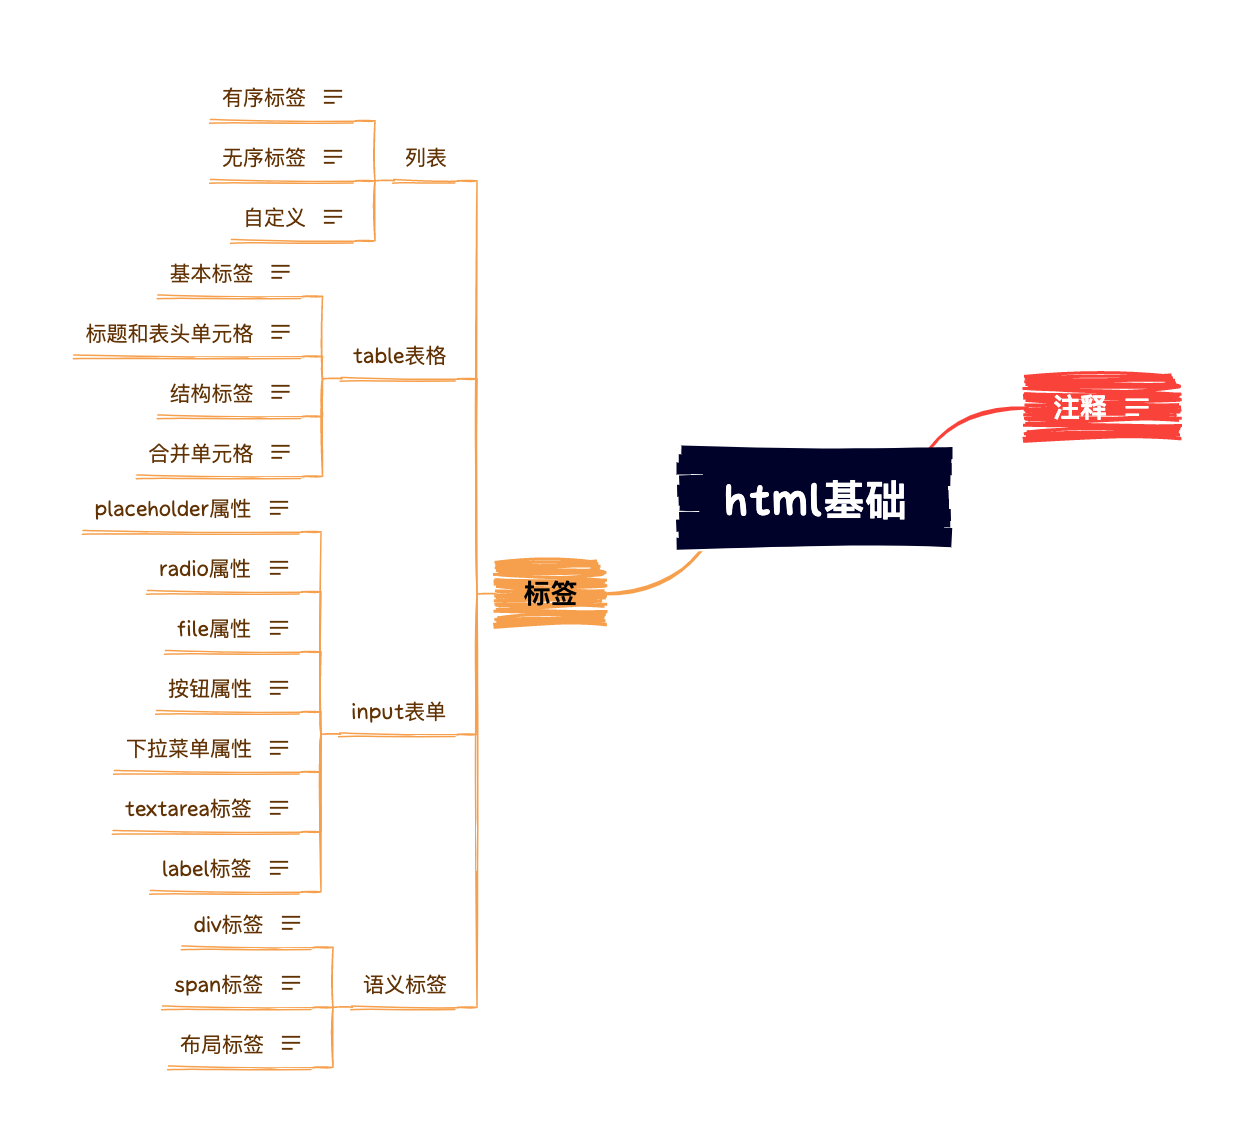 有序标签
无序标签
自定义
列表
基本标签
标题和表头单元格
结构标签
合并单元格
table表格
placeholder属性
radio属性
file属性
按钮属性
下拉菜单属性
textarea标签
label标签
input表单
div标签
span标签
布局标签
语义标签
标签
html基础
注释